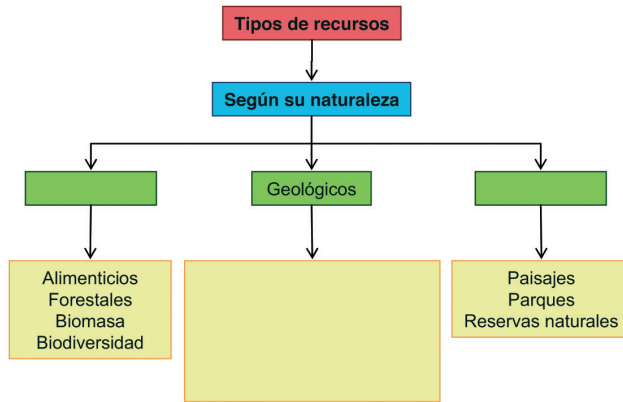 Tipos de recursos
Según su naturaleza
Geológicos
Alimenticios
Forestales
Biomasa
Biodiversidad
Paisajes
Parques
Reservas naturales